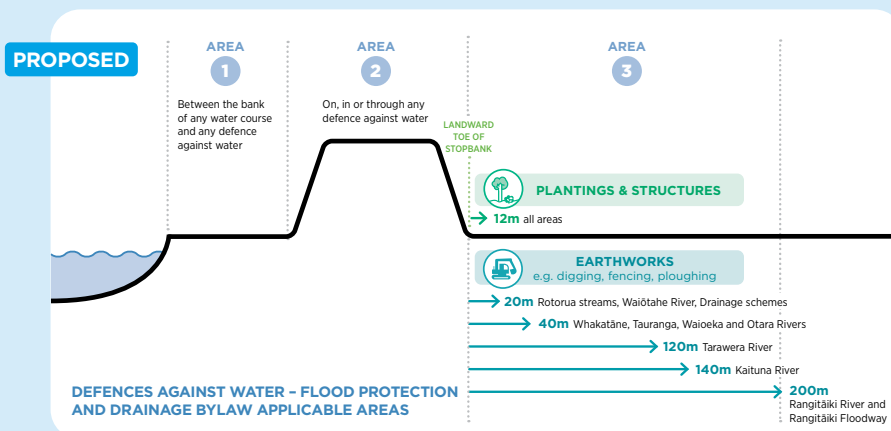 PROPOSED
AREA
1
Between the bank
of any water course
and any defence
against water
AREA
2
On, in or through any
defence against water
LANDWARD
TOE OF
STOPBANK
AREA
3
PLANTINGS & STRUCTURES
12m all areas
EARTHWORKS
e.g. digging, fencing, ploughing
20m Rotorua streams, Waiōtahe River, Drainage schemes
40m Whakatāne, Tauranga, Waioeka and Otara Rivers
120m Tarawera River
140m Kaituna River
200m
Rangitāiki River and
Rangitāiki Floodway
DEFENCES AGAINST WATER – FLOOD PROTECTION
AND DRAINAGE BYLAW APPLICABLE AREAS